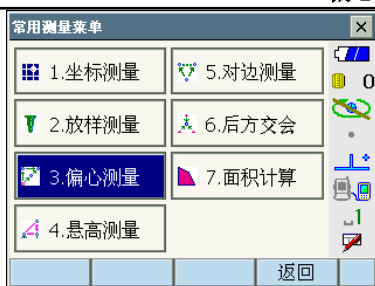 常用测量菜单
1.坐标测量
5.对边测量
0
2.放样测量
6.后方交会
3.偏心测量
7.面积计算
4.悬高测量
1
返回